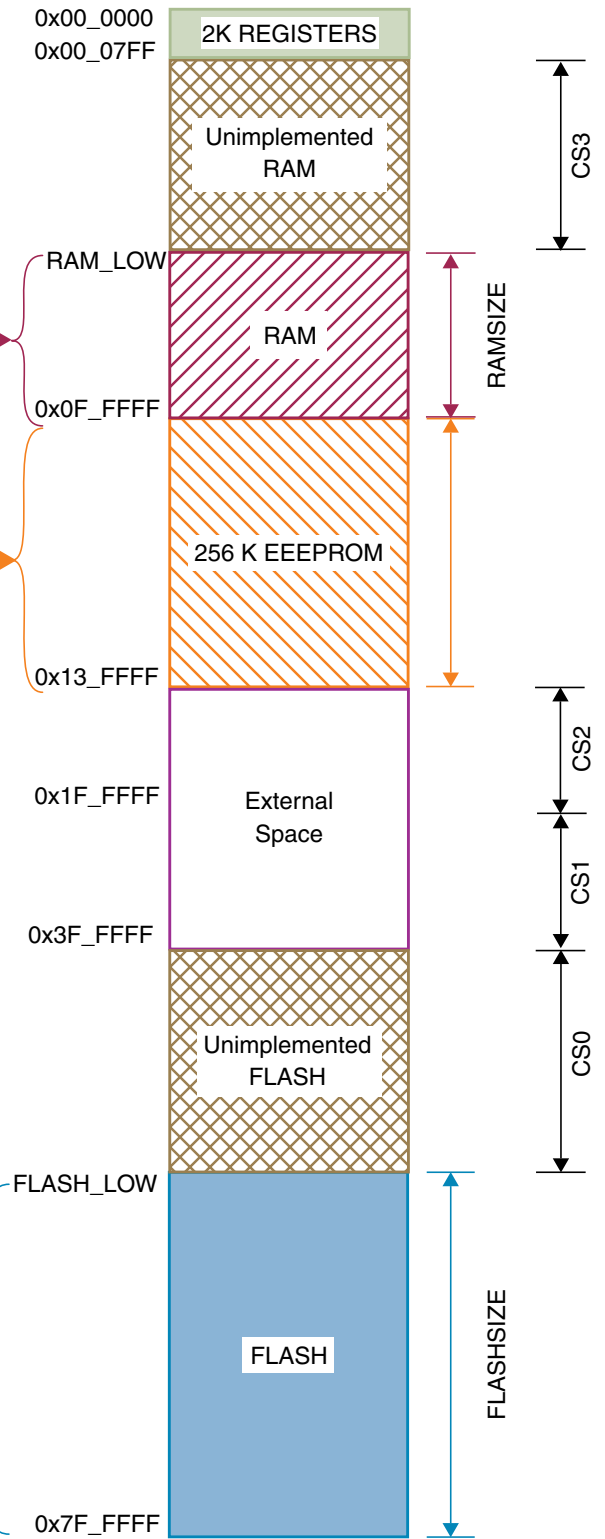 0x00_0000
2K REGISTERS
0x00_07FF
Unimplemented
RAM
CS3
RAM_LOW
RAM
RAMSIZE
0x0F_FFFF
256 K EEEPROM
0x13_FFFF
CS2
0x1F_FFFF
External
Space
CS1
0x3F_FFFF
Unimplemented
FLASH
CS0
FLASH_LOW
FLASH
FLASHSIZE
0x7F_FFFF